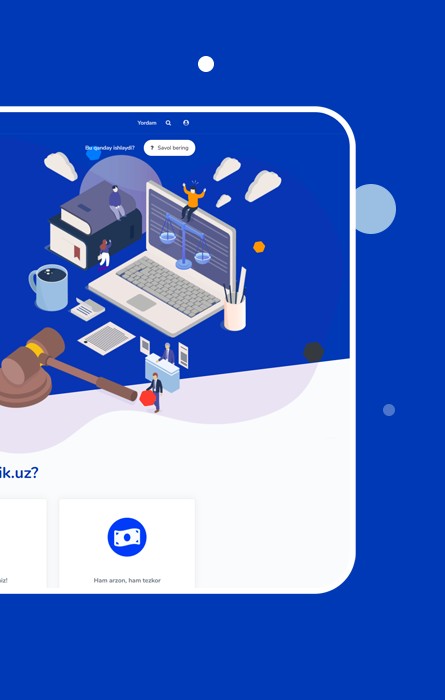 Yordam
Bu qanday ishlaydi?
? Savol bering
ik.uz?
iz!
Ham arzon, ham tezkor